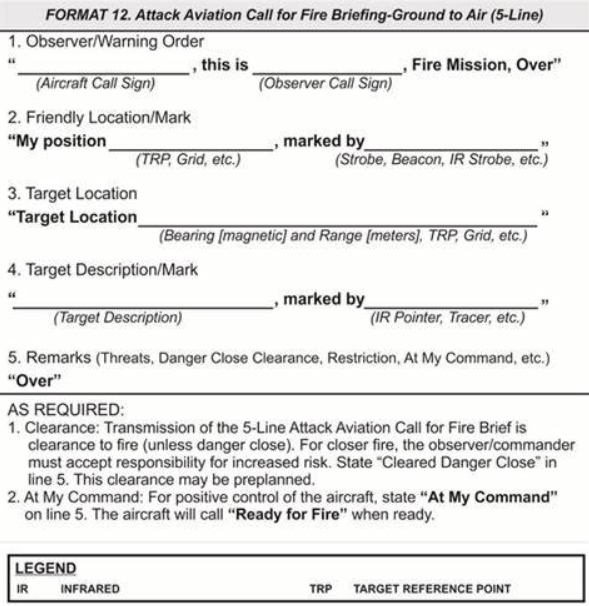 FORMAT 12. Attack Aviation Call for Fire Briefing-Ground to Air (5-Line)
1. Observer/Warning Order
“____________________, this is __________________, Fire Mission, Over”
(Aircraft Call Sign) (Observer Call Sign)
2. Friendly Location/Mark
“My position____________________, marked by____________________”
(TRP, Grid, etc.) (Strobe, Beacon, IR Strobe, etc.)
3. Target Location
“Target Location________________________________________________”
(Bearing [magnetic] and Range [meters], TRP, Grid, etc.)
4. Target Description/Mark
“______________________________, marked by____________________”
(Target Description) (IR Pointer, Tracer, etc.)
5. Remarks (Threats, Danger Close Clearance, Restriction, At My Command, etc.)
“Over”
AS REQUIRED:
1. Clearance: Transmission of the 5-Line Attack Aviation Call for Fire Brief is
clearance to fire (unless danger close). For closer fire, the observer/commander
must accept responsibility for increased risk. State “Cleared Danger Close” in
line 5. This clearance may be preplanned.
2. At My Command: For positive control of the aircraft, state “At My Command”
on line 5. The aircraft will call “Ready for Fire” when ready.
LEGEND
IR INFRARED TRP TARGET REFERENCE POINT